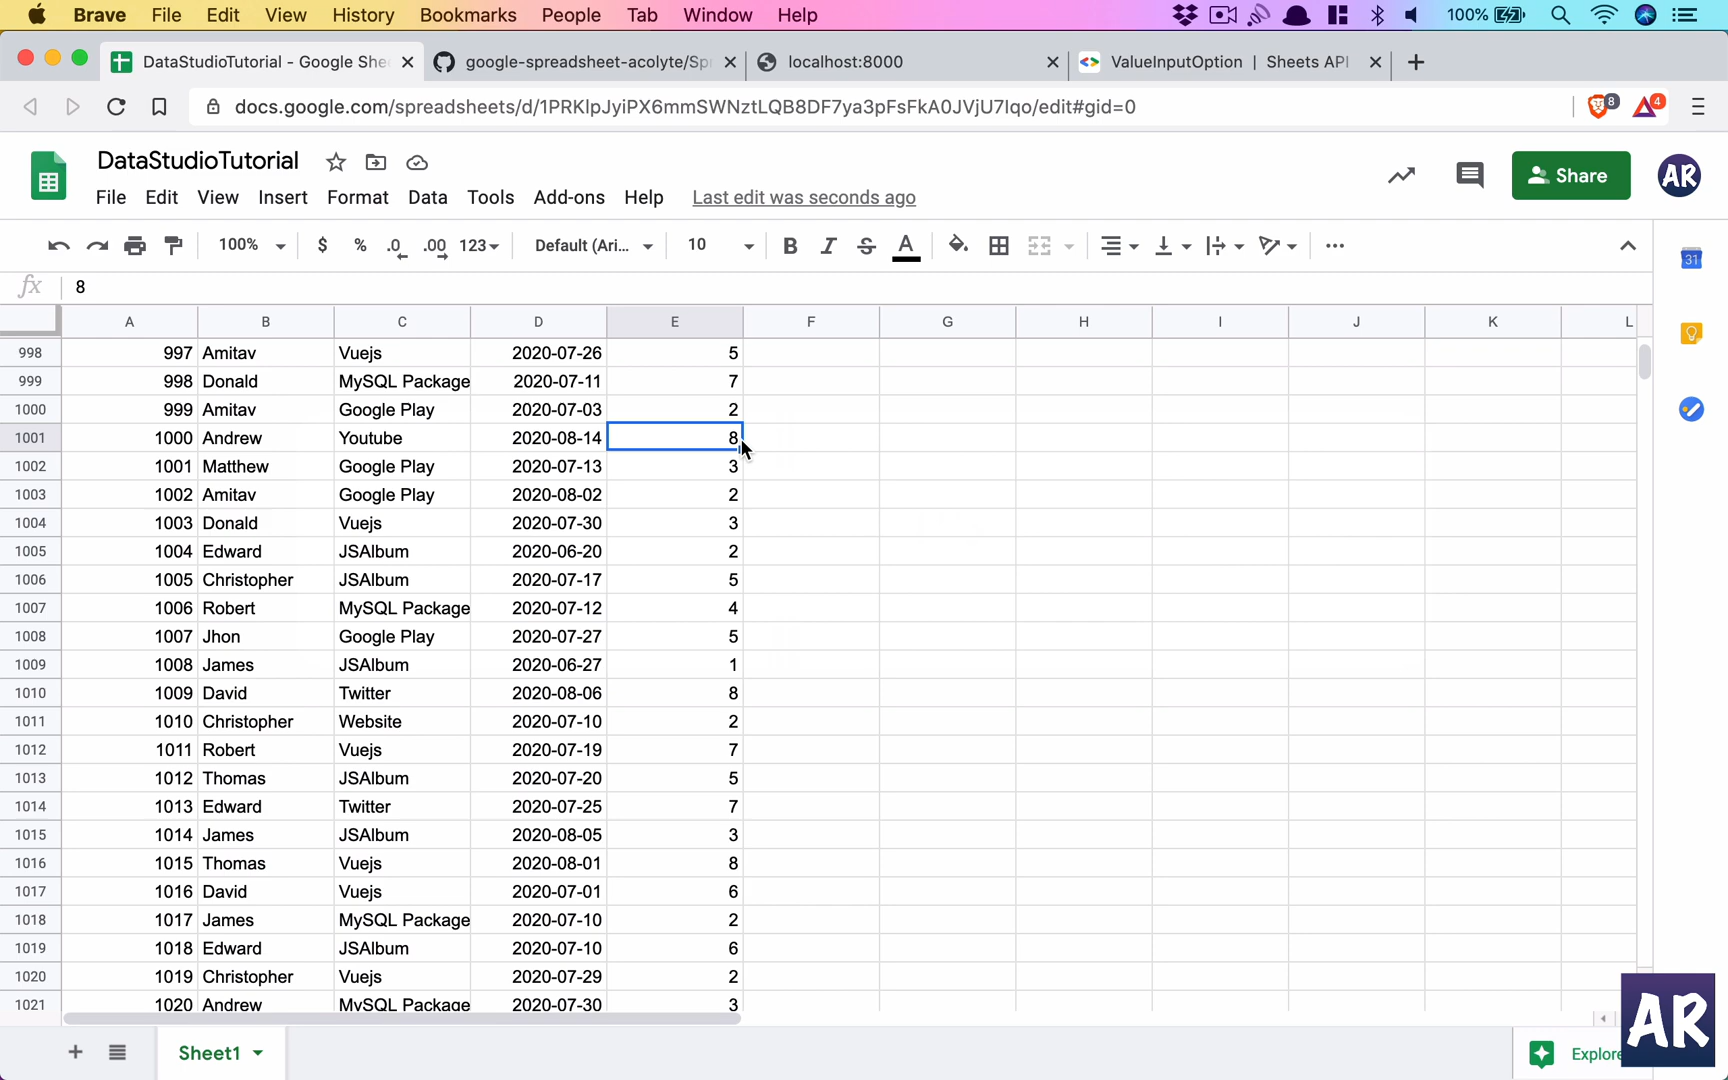 Brave File Edit View History Bookmarks People Tab Window Help 100%
DataStudioTutorial - Google She google-spreadsheet-acolyte/Sp localhost:8000 ValueInputOption | Sheets API
docs.google.com/spreadsheets/d/1PRKIpJyiPX6mmSWNztLQB8DF7ya3pFsFkA0JVjU7Iqo/edit#gid=0 8 4
DataStudioTutorial
Share
AR
File Edit View Insert Format Data Tools Add-ons Help Last edit was seconds ago
100% $ % .0 .00 123 Default (Ari... 10 B I S A
31
fx 8
A B C D E F G H I J K L
998 997 Amitav Vuejs 2020-07-26 5
999 998 Donald MySQL Package 2020-07-11 7
1000 999 Amitav Google Play 2020-07-03 2
1001 1000 Andrew Youtube 2020-08-14 8
1002 1001 Matthew Google Play 2020-07-13 3
1003 1002 Amitav Google Play 2020-08-02 2
1004 1003 Donald Vuejs 2020-07-30 3
1005 1004 Edward JSAlbum 2020-06-20 2
1006 1005 Christopher JSAlbum 2020-07-17 5
1007 1006 Robert MySQL Package 2020-07-12 4
1008 1007 Jhon Google Play 2020-07-27 5
1009 1008 James JSAlbum 2020-06-27 1
1010 1009 David Twitter 2020-08-06 8
1011 1010 Christopher Website 2020-07-10 2
1012 1011 Robert Vuejs 2020-07-19 7
1013 1012 Thomas JSAlbum 2020-07-20 5
1014 1013 Edward Twitter 2020-07-25 7
1015 1014 James JSAlbum 2020-08-05 3
1016 1015 Thomas Vuejs 2020-08-01 8
1017 1016 David Vuejs 2020-07-01 6
1018 1017 James MySQL Package 2020-07-10 2
1019 1018 Edward JSAlbum 2020-07-10 6
1020 1019 Christopher Vuejs 2020-07-29 2
1021 1020 Andrew MySQL Package 2020-07-30 3
AR
Sheet1 Explore